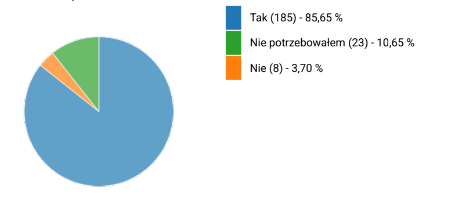 Tak (185) - 85,65 %
Nie potrzebowałem (23) - 10,65 %
Nie (8) - 3,70 %